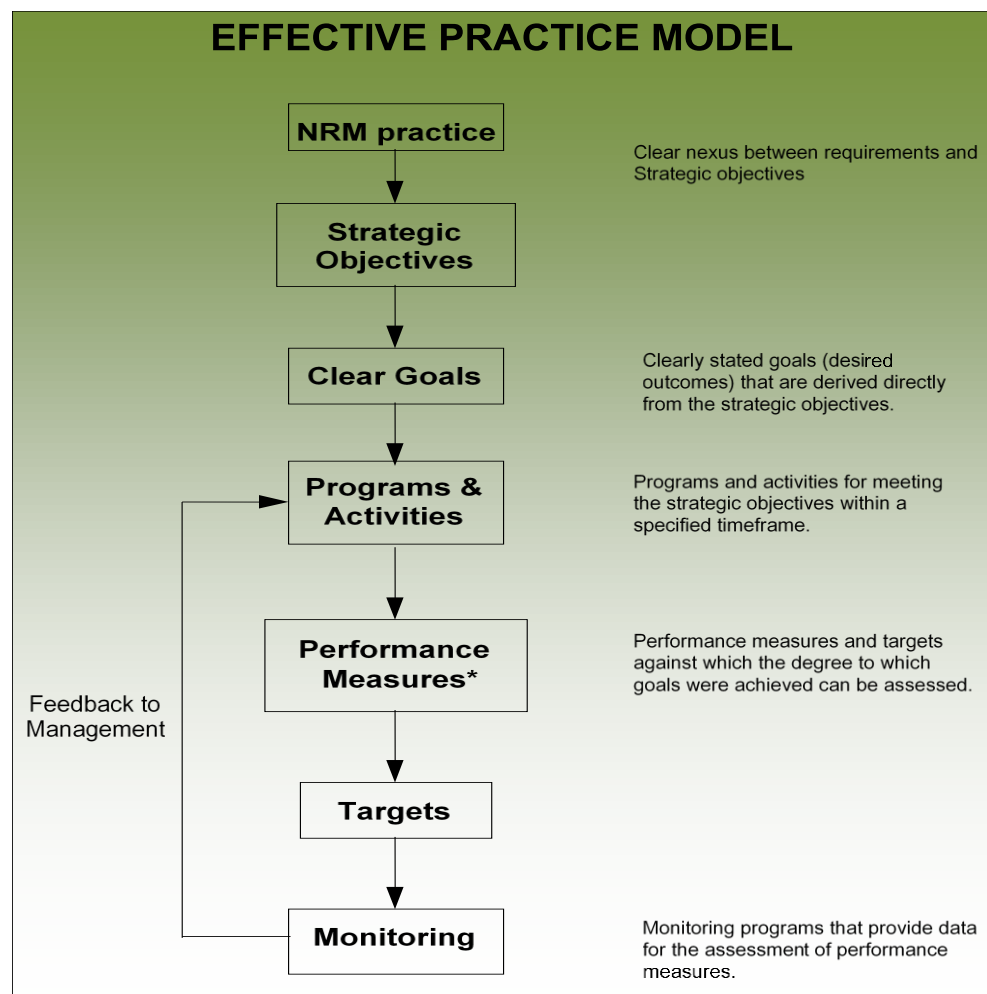 EFFECTIVE PRACTICE MODEL
NRM practice
Clear nexus between requirements and
Strategic objectives
Strategic
Objectives
Clear Goals
Clearly stated goals (desired
outcomes) that are derived directly
from the strategic objectives.
Programs &
Activities
Programs and activities for meeting
the strategic objectives within a
specified timeframe.
Performance
Measures*
Performance measures and targets
against which the degree to which
goals were achieved can be assessed.
Feedback to
Management
Targets
Monitoring
Monitoring programs that provide data
for the assessment of performance
measures.